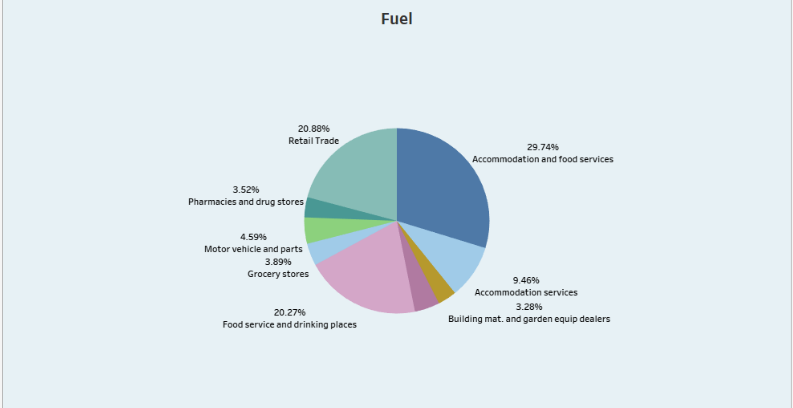 Fuel
20.88%
Retail Trade
29.74%
Accommodation and food services
3.52%
Pharmacies and drug stores
4.59%
Motor vehicle and parts
3.89%
Grocery stores
9.46%
Accommodation services
3.28%
Building mat. and garden equip dealers
20.27%
Food service and drinking places